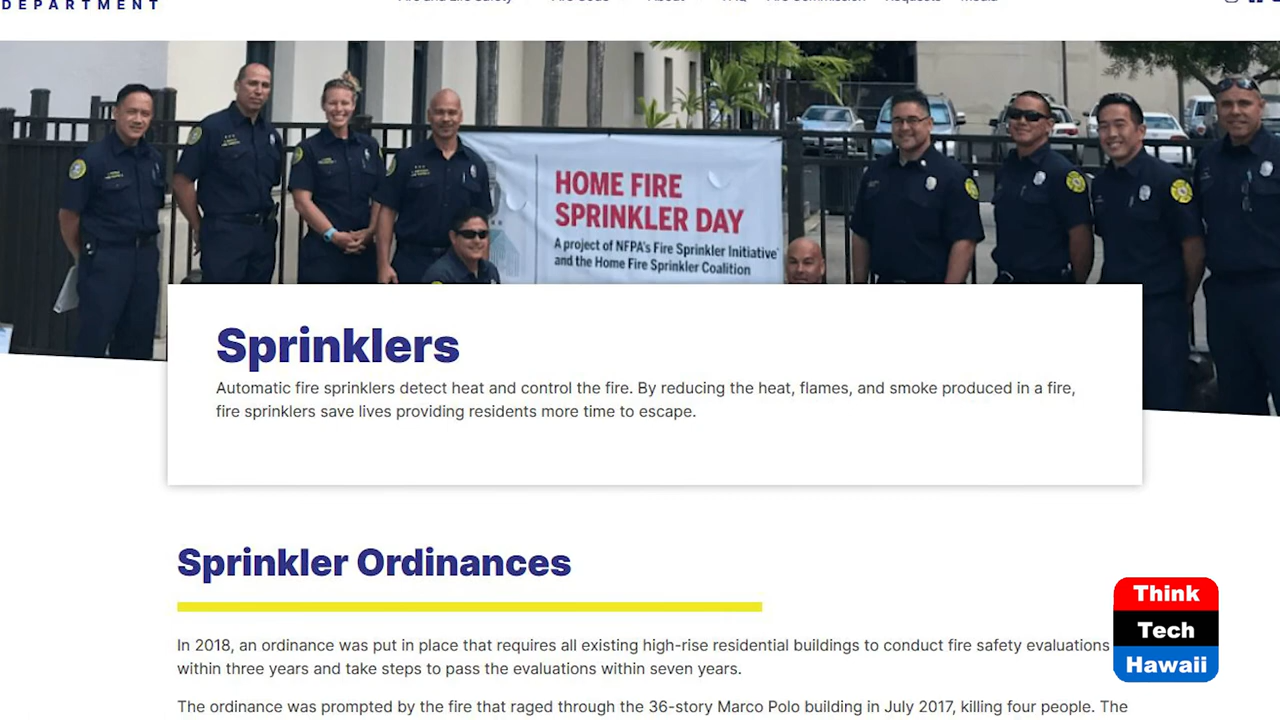 DEPARTMENT
HOME FIRE
SPRINKLER DAY
A project of NFPA's Fire Sprinkler Initiative
and the Home Fire Sprinkler Coalition
Sprinklers
Automatic fire sprinklers detect heat and control the fire. By reducing the heat, flames, and smoke produced in a fire,
fire sprinklers save lives providing residents more time to escape.
Sprinkler Ordinances
In 2018, an ordinance was put in place that requires all existing high-rise residential buildings to conduct fire safety evaluations
within three years and take steps to pass the evaluations within seven years.
The ordinance was prompted by the fire that raged through the 36-story Marco Polo building in July 2017, killing four people. The
Think
Tech
Hawaii